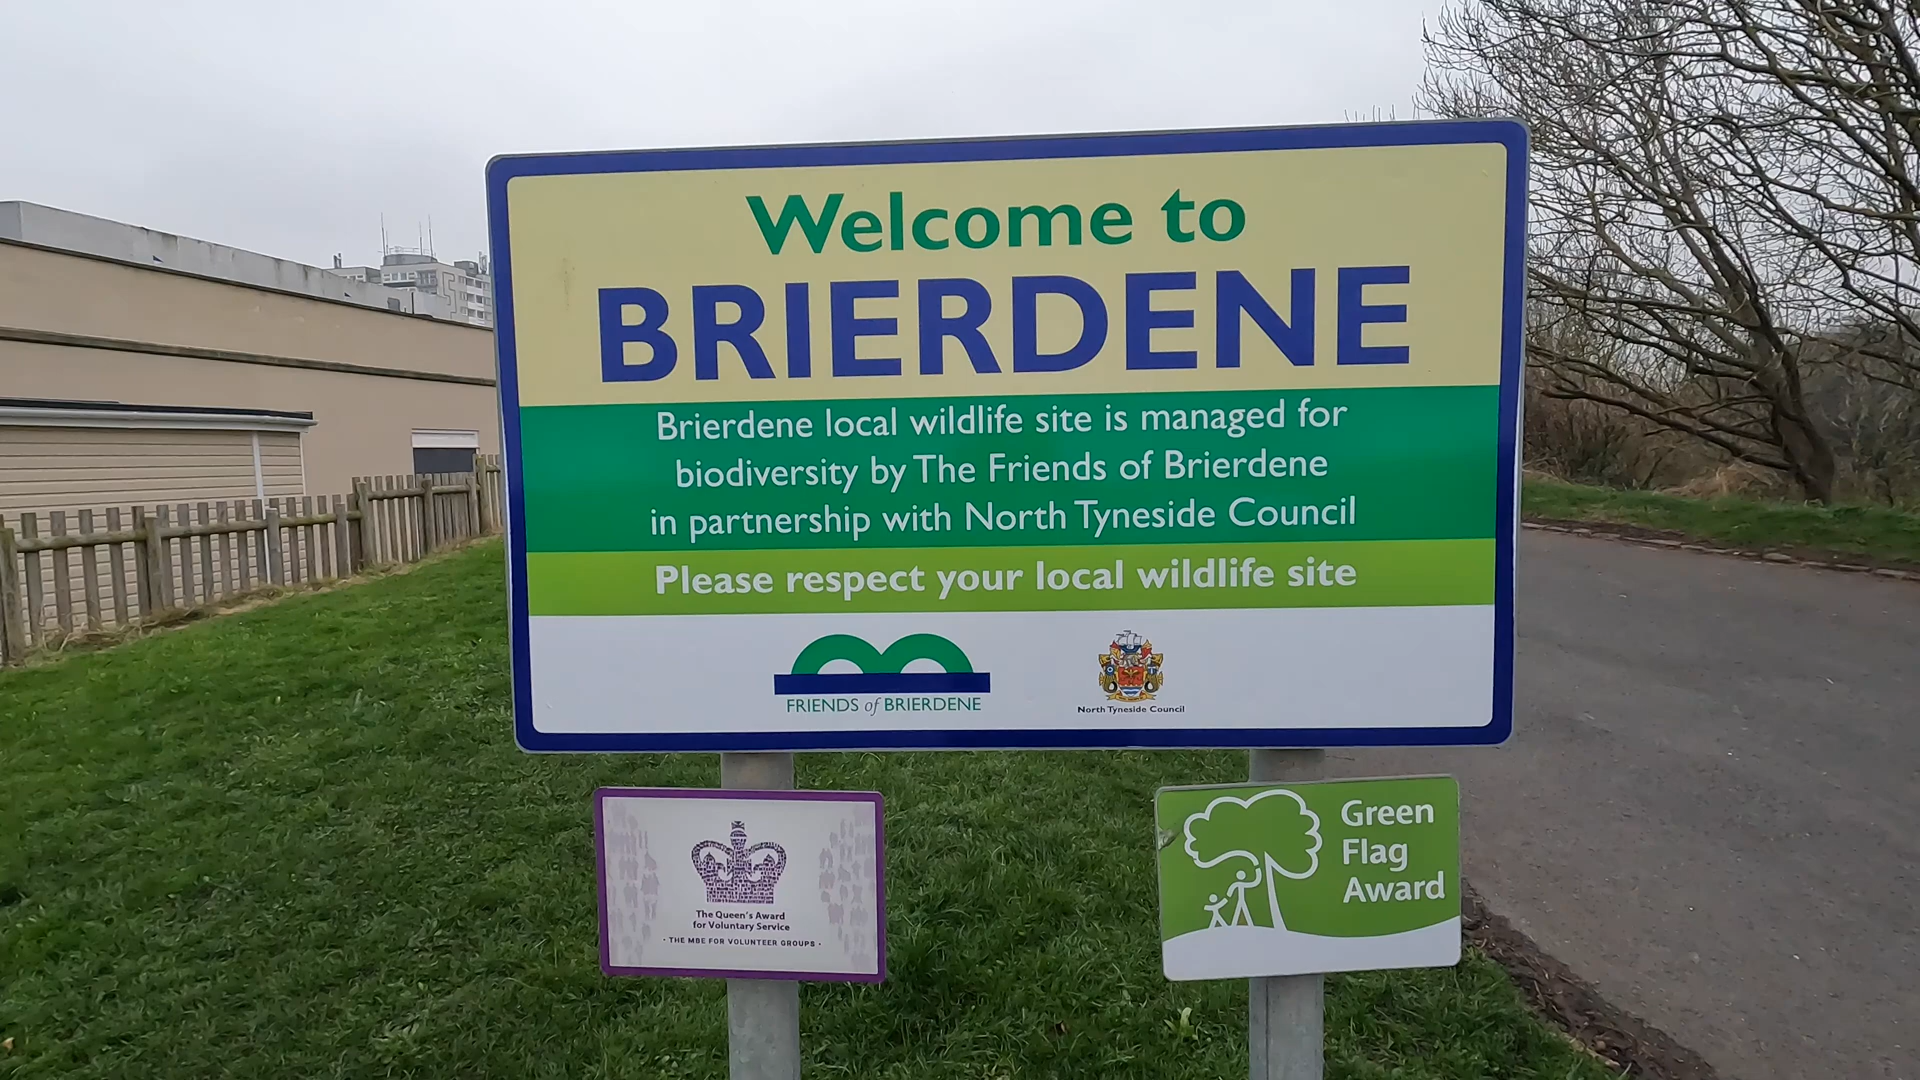 Welcome to
BRIERDENE
Brierdene local wildlife site is managed for
biodiversity by The Friends of Brierdene
in partnership with North Tyneside Council
Please respect your local wildlife site
FRIENDS of BRIERDENE
North Tyneside Council
The Queen's Award
for Voluntary Service
· THE MBE FOR VOLUNTEER GROUPS ·
Green
Flag
Award